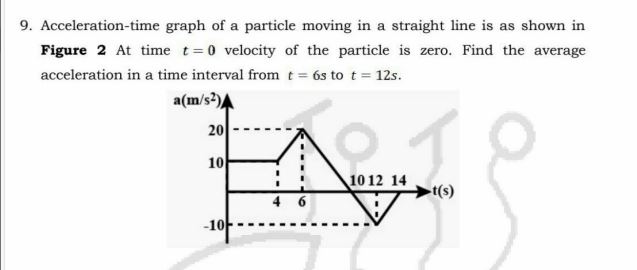 9. Acceleration-time graph of a particle moving in a straight line is as shown in
Figure 2 At time t = 0 velocity of the particle is zero. Find the average
acceleration in a time interval from t = 6s to t = 12s.
a(m/s²)
20
10
10 12 14
t(s)
4 6
-10